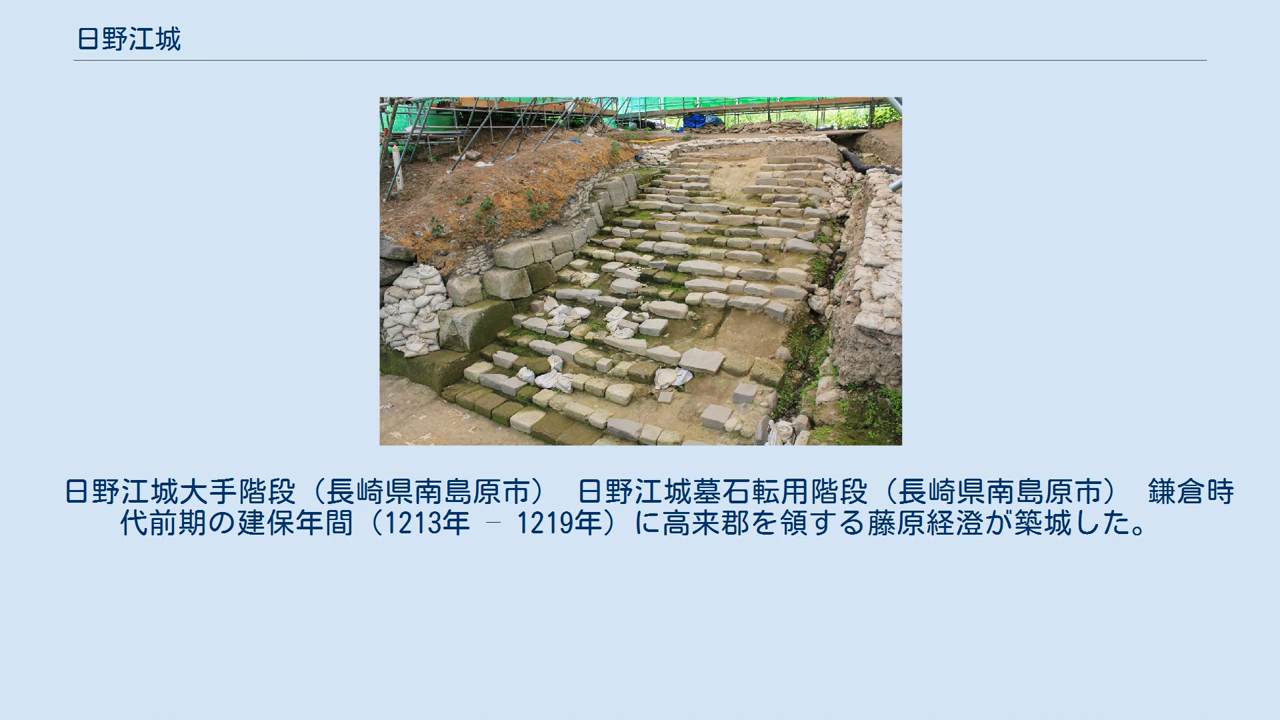 日野江城
日野江城大手階段（長崎県南島原市） 日野江城墓石転用階段（長崎県南島原市） 鎌倉時
代前期の建保年間（1213年 – 1219年）に高来郡を領する藤原経澄が築城した。